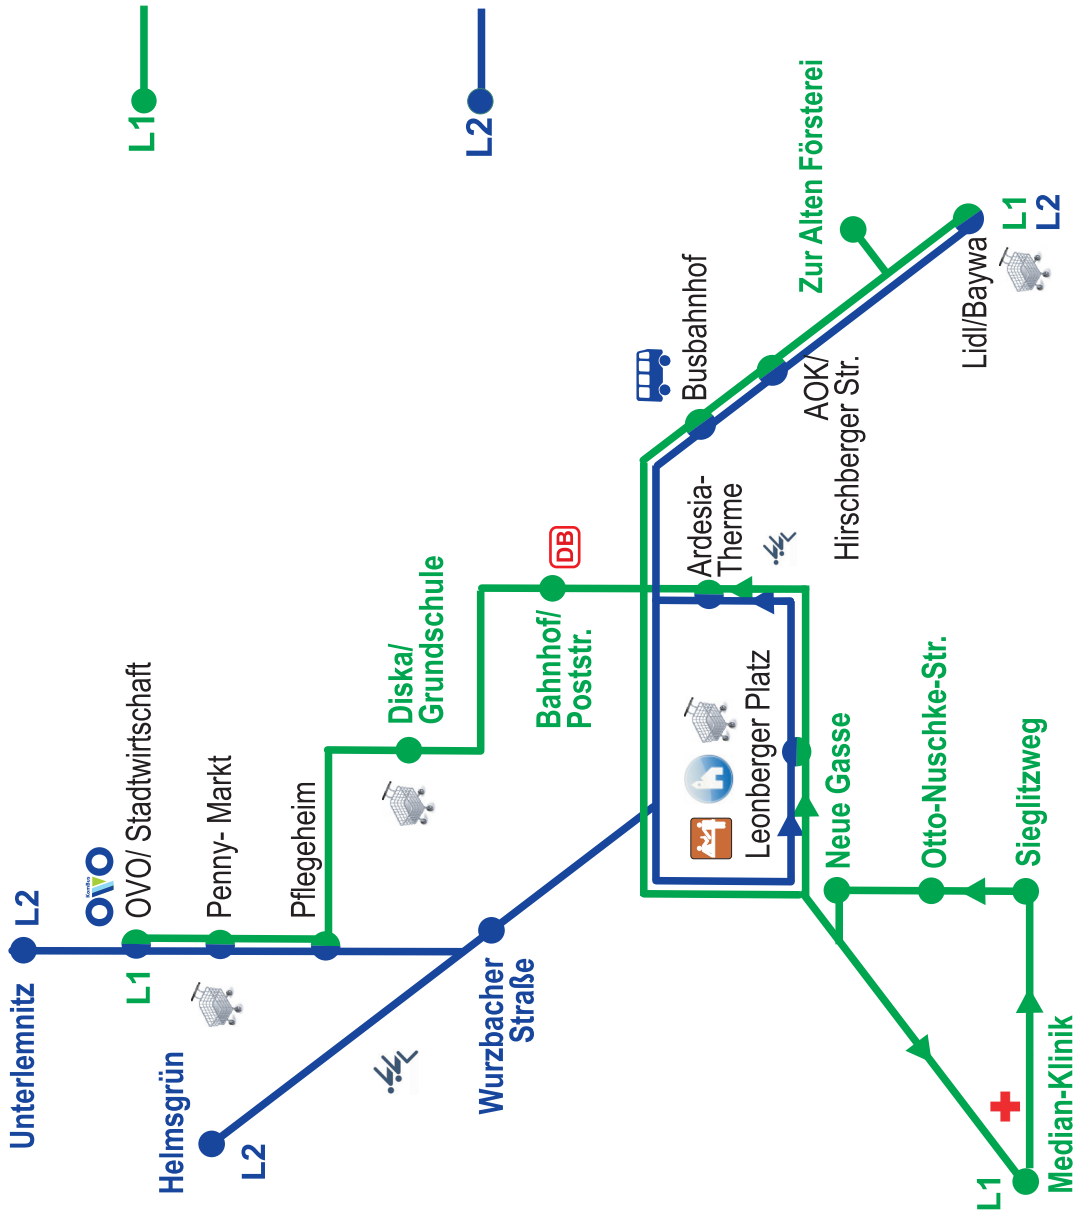 Unterlemnitz
L2
L1
OVO
KomBus
OVO/ Stadtwirtschaft
Penny- Markt
Pflegeheim
Helmsgrün
L2
Wurzbacher
Straße
Diska/
Grundschule
Bahnhof/
Poststr.
DB
Busbahnhof
Ardesia-
Therme
AOK/
Hirschberger Str.
Zur Alten Försterei
Lidl/Baywa
L1
L2
Leonberger Platz
Neue Gasse
Otto-Nuschke-Str.
Sieglitzweg
Median-Klinik
L1
L1
L2